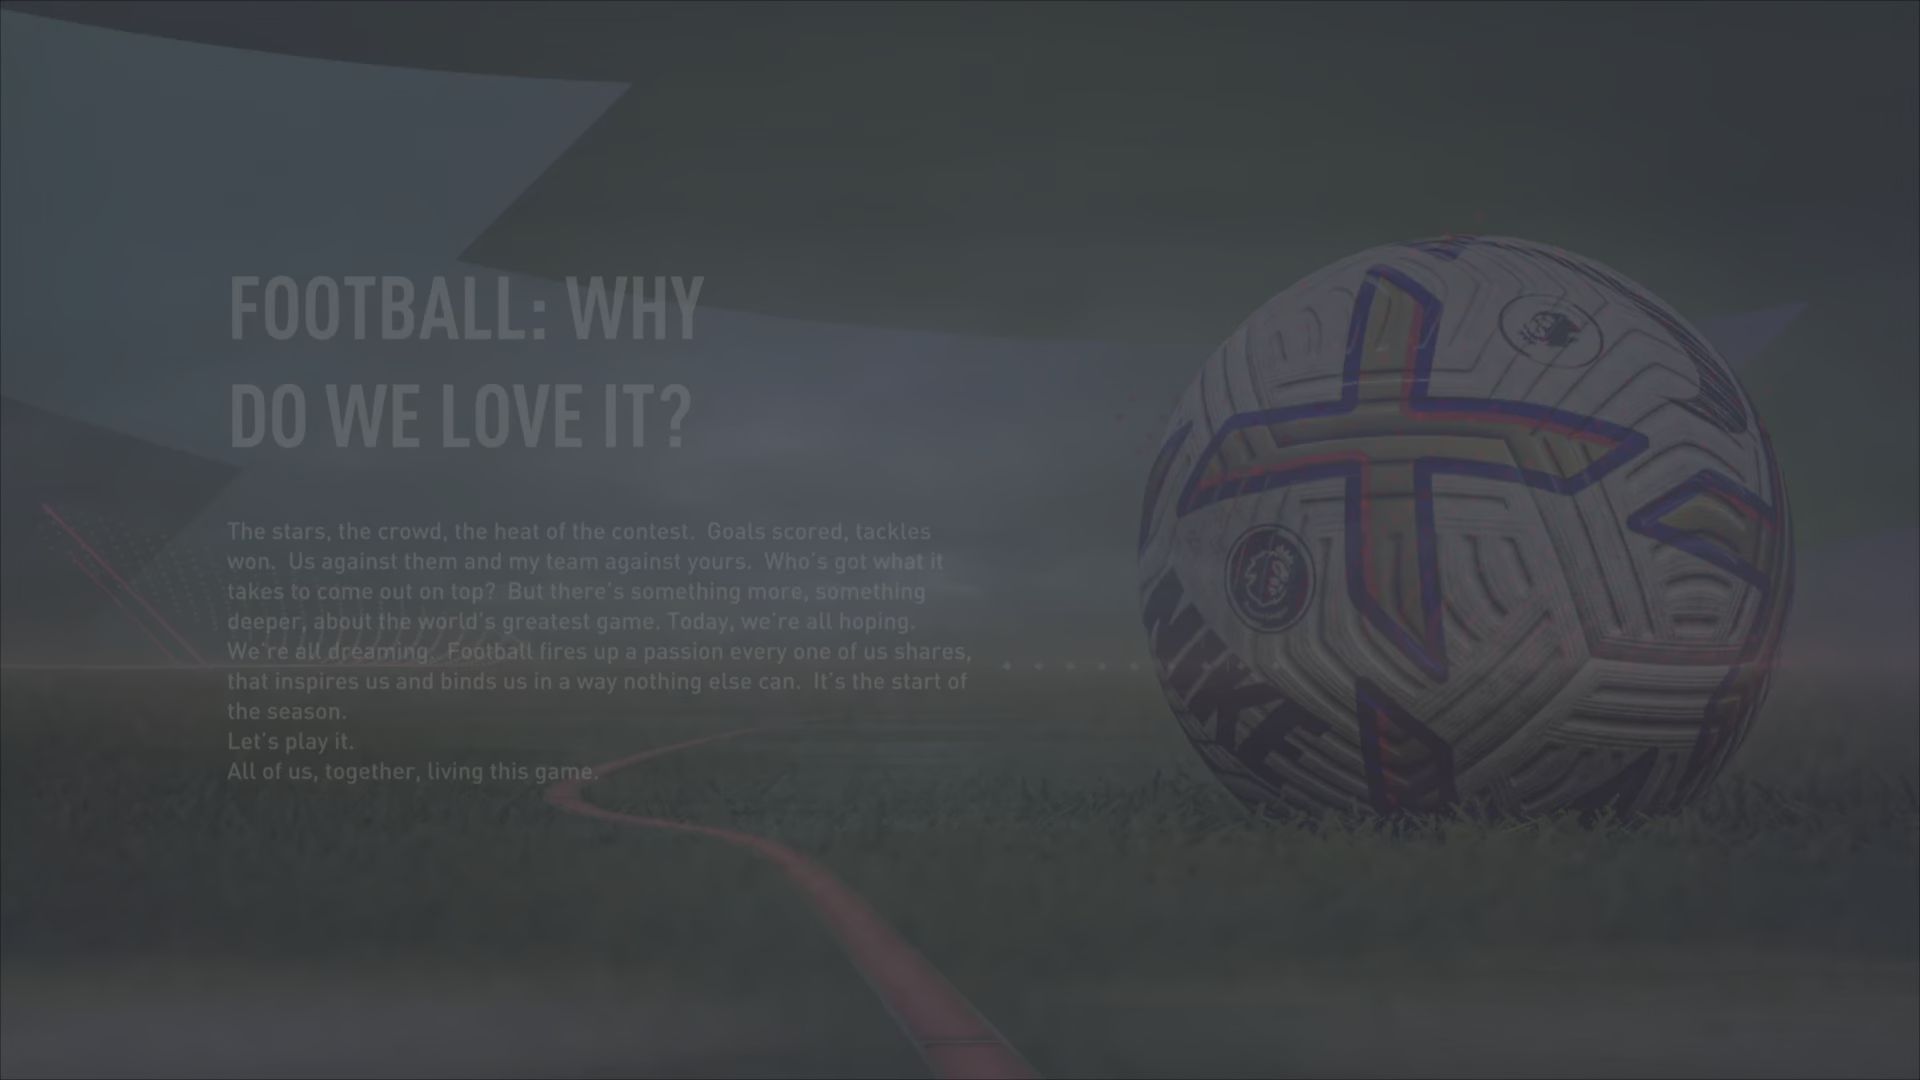 FOOTBALL: WHY
DO WE LOVE IT?
The stars, the crowd, the heat of the contest.  Goals scored, tackles
won.  Us against them and my team against yours.  Who's got what it
takes to come out on top?  But there's something more, something
deeper, about the world's greatest game. Today, we're all hoping.
We're all dreaming.  Football fires up a passion every one of us shares,
that inspires us and binds us in a way nothing else can.  It's the start of
the season.
Let's play it.
All of us, together, living this game.
NIKE